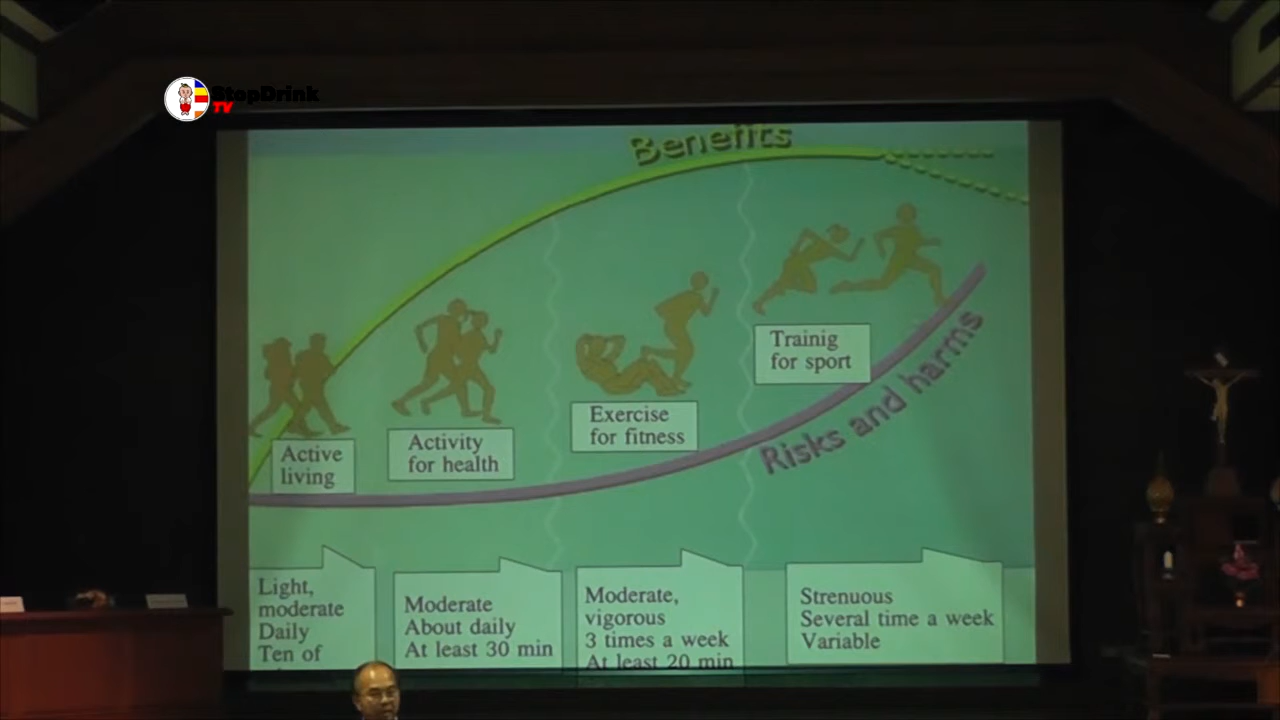 StopDrink
TV
Benefits
Active
living
Activity
for health
Exercise
for fitness
Trainig
for sport
Risks and harms
Light,
moderate
Daily
Ten of
Moderate
About daily
At least 30 min
Moderate,
vigorous
3 times a week
At least 20 min
Strenuous
Several time a week
Variable